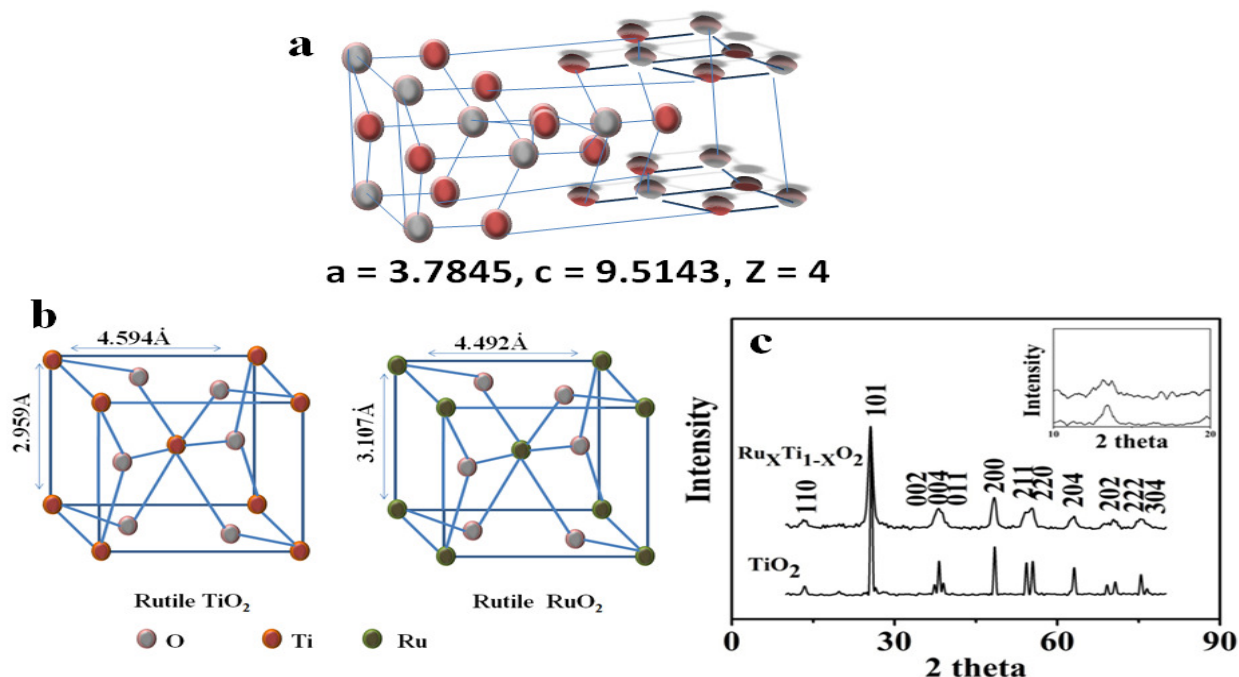 a
a = 3.7845, c = 9.5143, Z = 4
b
4.594Å
2.959A
Rutile TiO₂
4.492Å
3.107Å
Rutile RuO₂
O
Ti
Ru
c
Intensity
10
20
2 theta
Intensity
RuₓTi₁₋ₓO₂
TiO₂
110
101
002
004
011
200
211
220
204
202
222
304
0
30
60
90
2 theta